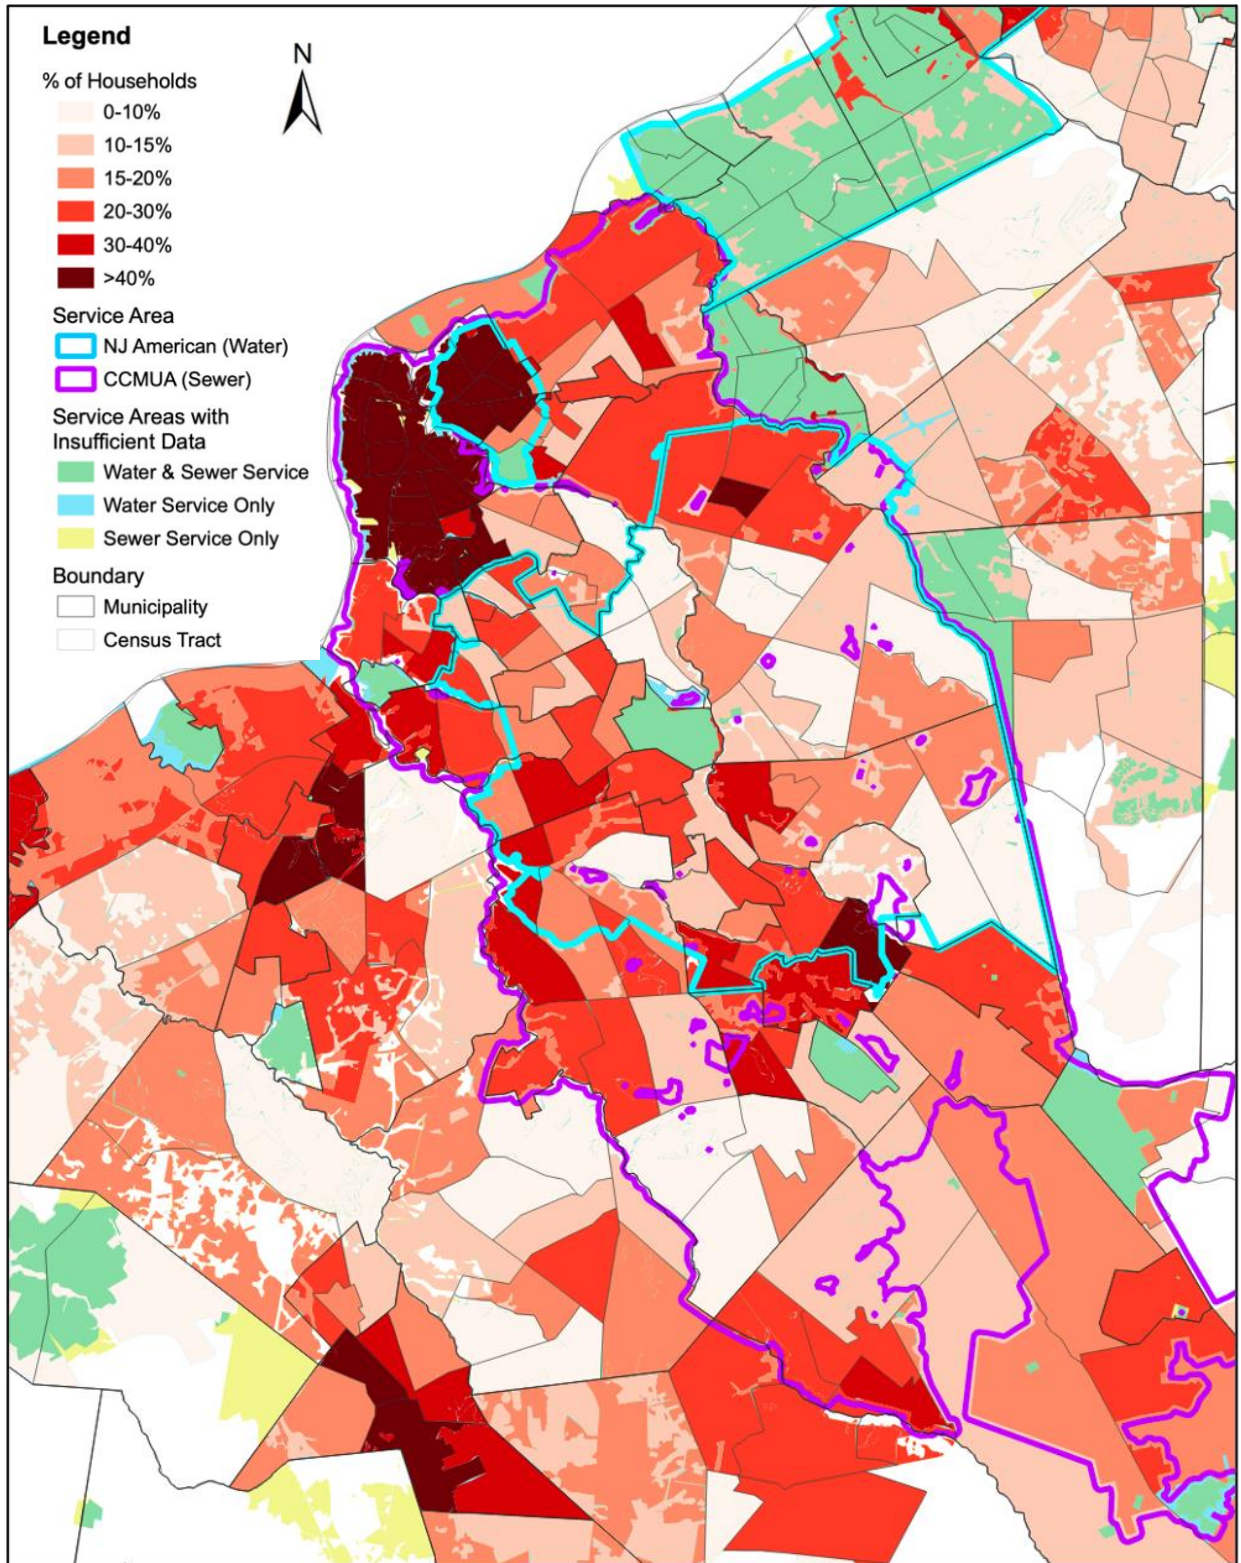 Legend
N
% of Households
0-10%
10-15%
15-20%
20-30%
30-40%
>40%
Service Area
NJ American (Water)
CCMUA (Sewer)
Service Areas with
Insufficient Data
Water & Sewer Service
Water Service Only
Sewer Service Only
Boundary
Municipality
Census Tract